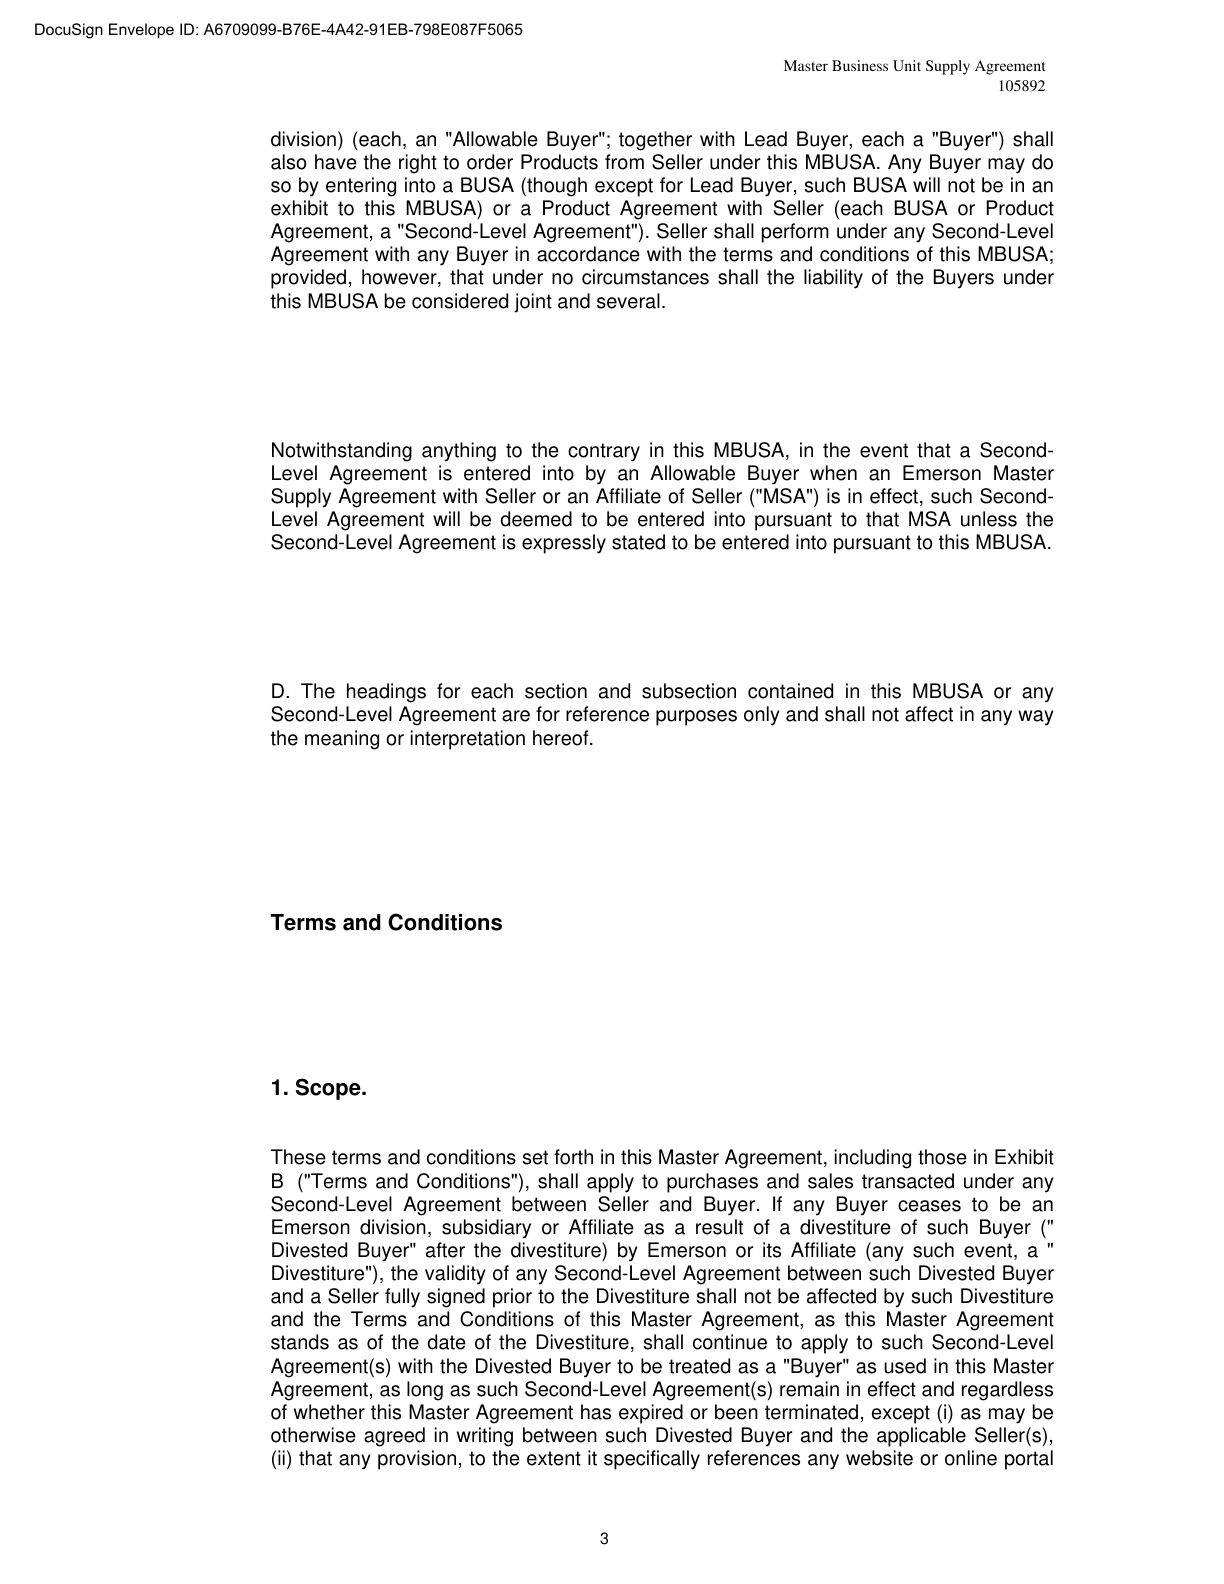 DocuSign Envelope ID: A6709099-B76E-4A42-91EB-798E087F5065
Master Business Unit Supply Agreement
105892
division) (each, an "Allowable Buyer"; together with Lead Buyer, each a "Buyer") shall
also have the right to order Products from Seller under this MBUSA. Any Buyer may do
so by entering into a BUSA (though except for Lead Buyer, such BUSA will not be in an
exhibit to this MBUSA) or a Product Agreement with Seller (each BUSA or Product
Agreement, a "Second-Level Agreement"). Seller shall perform under any Second-Level
Agreement with any Buyer in accordance with the terms and conditions of this MBUSA;
provided, however, that under no circumstances shall the liability of the Buyers under
this MBUSA be considered joint and several.
Notwithstanding anything to the contrary in this MBUSA, in the event that a Second-
Level Agreement is entered into by an Allowable Buyer when an Emerson Master
Supply Agreement with Seller or an Affiliate of Seller ("MSA") is in effect, such Second-
Level Agreement will be deemed to be entered into pursuant to that MSA unless the
Second-Level Agreement is expressly stated to be entered into pursuant to this MBUSA.
D. The headings for each section and subsection contained in this MBUSA or any
Second-Level Agreement are for reference purposes only and shall not affect in any way
the meaning or interpretation hereof.
Terms and Conditions
1. Scope.
These terms and conditions set forth in this Master Agreement, including those in Exhibit
B ("Terms and Conditions"), shall apply to purchases and sales transacted under any
Second-Level Agreement between Seller and Buyer. If any Buyer ceases to be an
Emerson division, subsidiary or Affiliate as a result of a divestiture of such Buyer ("
Divested Buyer" after the divestiture) by Emerson or its Affiliate (any such event, a "
Divestiture"), the validity of any Second-Level Agreement between such Divested Buyer
and a Seller fully signed prior to the Divestiture shall not be affected by such Divestiture
and the Terms and Conditions of this Master Agreement, as this Master Agreement
stands as of the date of the Divestiture, shall continue to apply to such Second-Level
Agreement(s) with the Divested Buyer to be treated as a "Buyer" as used in this Master
Agreement, as long as such Second-Level Agreement(s) remain in effect and regardless
of whether this Master Agreement has expired or been terminated, except (i) as may be
otherwise agreed in writing between such Divested Buyer and the applicable Seller(s),
(ii) that any provision, to the extent it specifically references any website or online portal
3